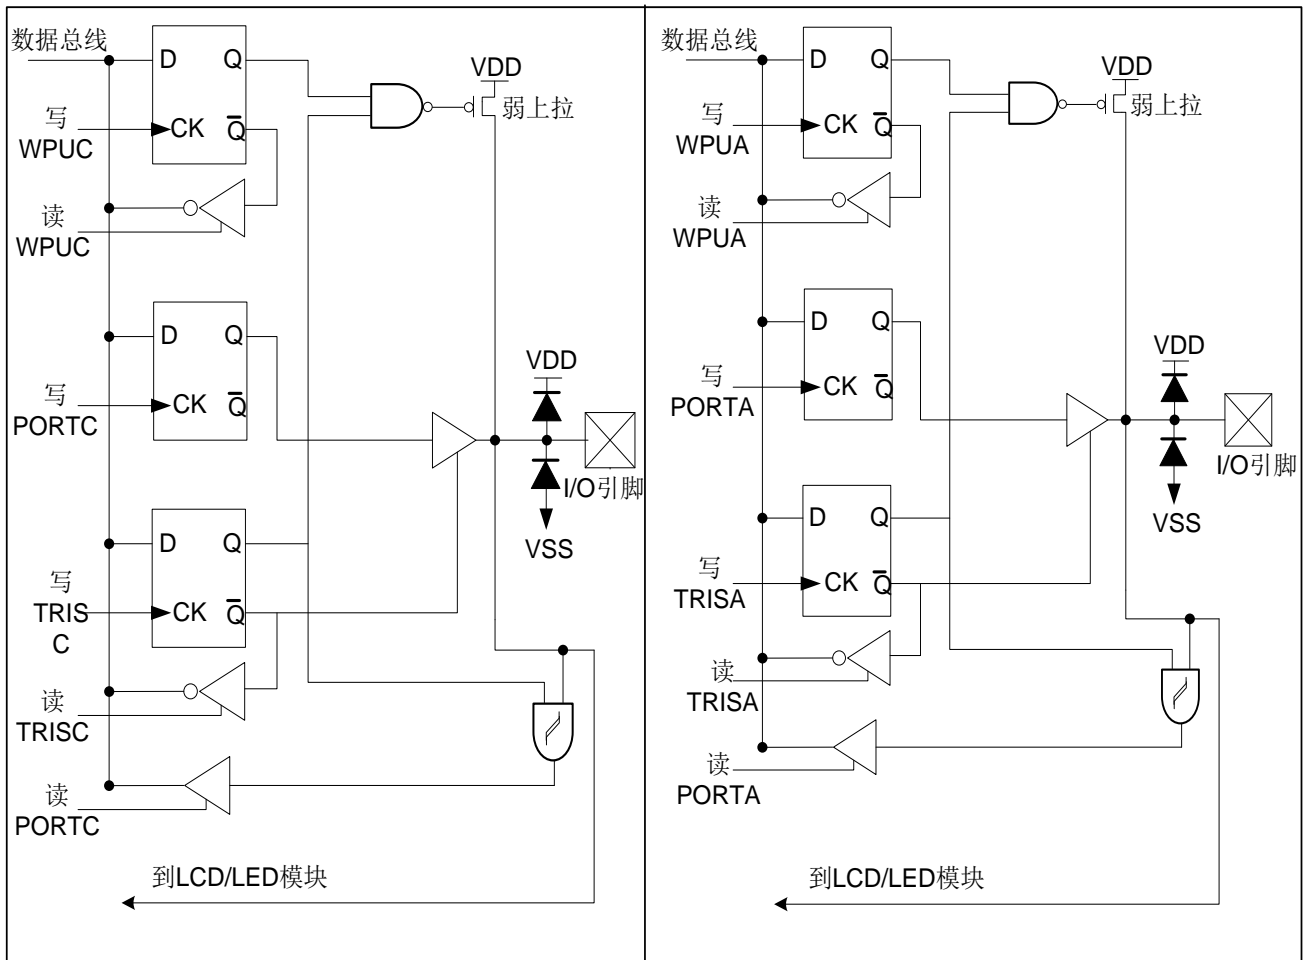 数据总线
D Q
VDD
弱上拉
写
WPUC
CK Q̅
读
WPUC
D Q
VDD
写
PORTC
CK Q̅
I/O引脚
D Q
VSS
写
TRIS
C
CK Q̅
读
TRISC
读
PORTC
到LCD/LED模块
数据总线
D Q
VDD
弱上拉
写
WPUA
CK Q̅
读
WPUA
D Q
VDD
写
PORTA
CK Q̅
I/O引脚
D Q
VSS
写
TRISA
CK Q̅
读
TRISA
读
PORTA
到LCD/LED模块